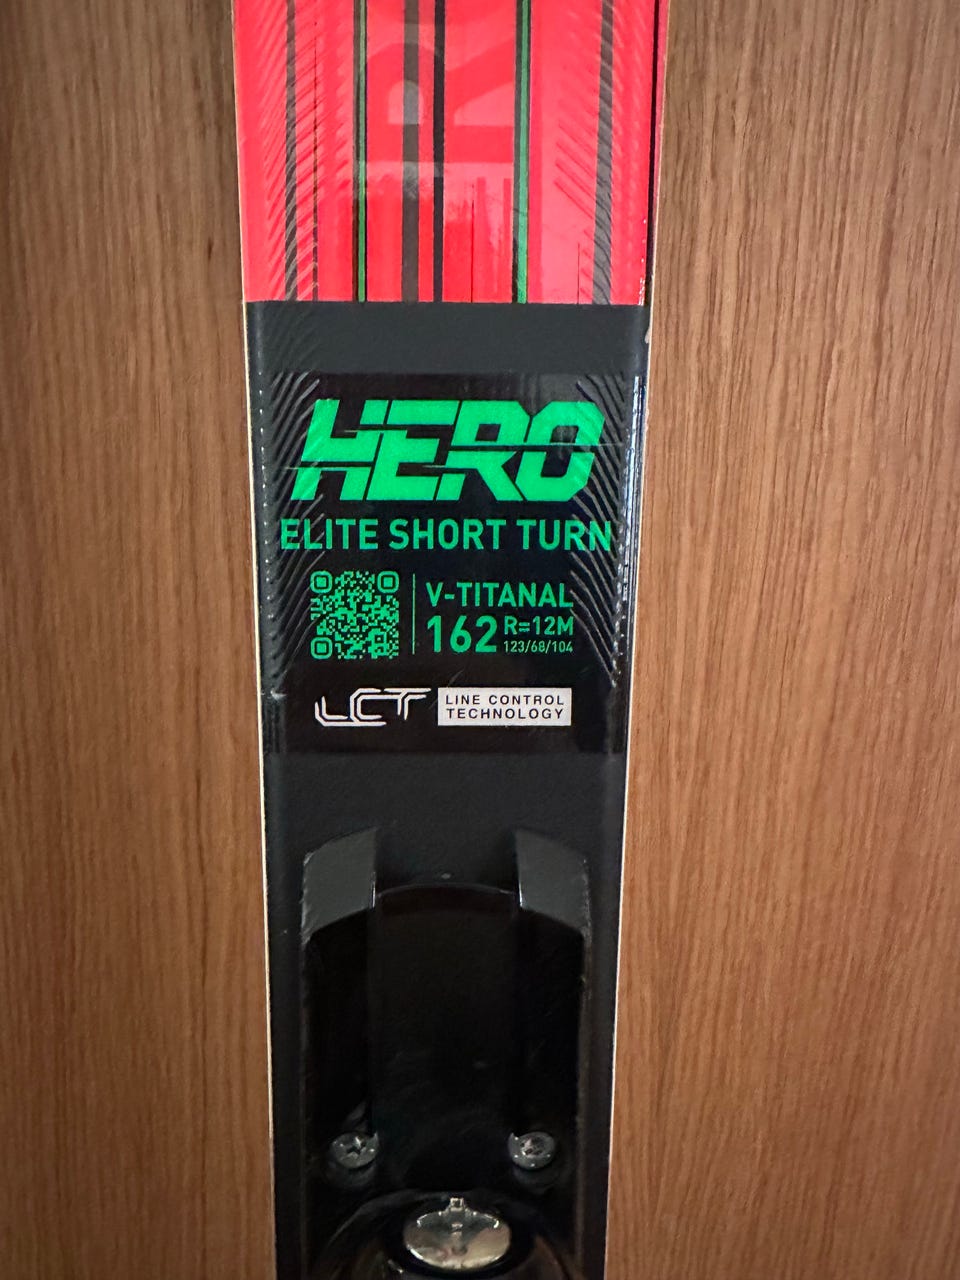 HERO
ELITE SHORT TURN
V-TITANAL
162 R=12M
123/68/104
LCT LINE CONTROL
TECHNOLOGY